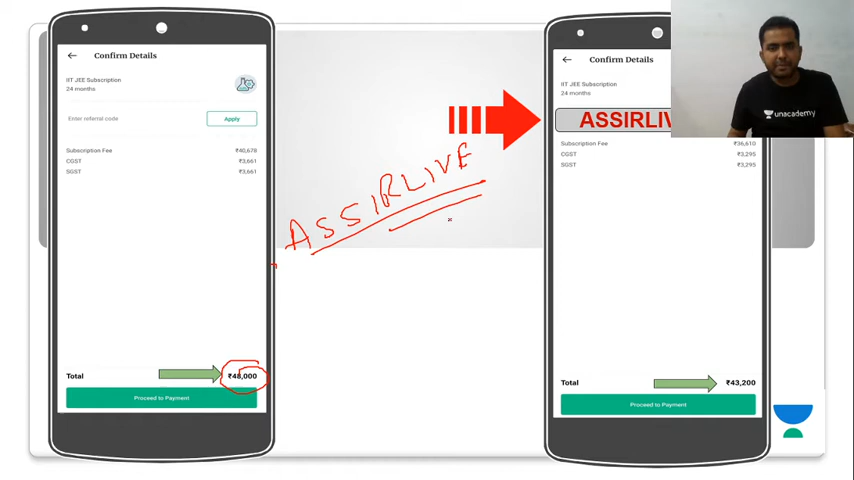 Confirm Details
IIT JEE Subscription
24 months
Enter referral code
Apply
Subscription Fee ₹40,678
CGST ₹3,661
SGST ₹3,661
Total ₹48,000
Proceed to Payment
ASSIRLIVE
Confirm Details
IIT JEE Subscription
24 months
ASSIRLIV
Subscription Fee ₹36,610
CGST ₹3,295
SGST ₹3,295
Total ₹43,200
Proceed to Payment
unacademy